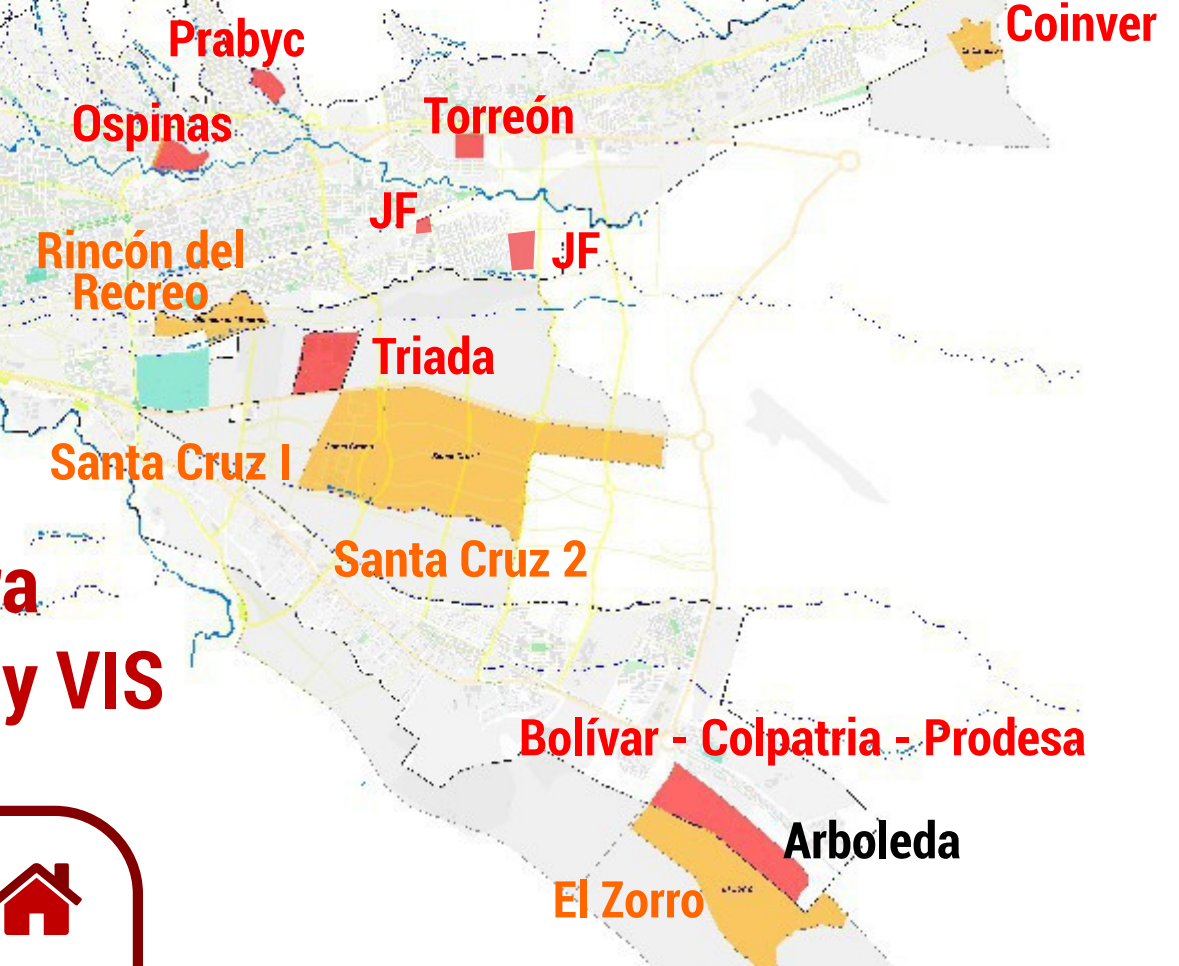 Coinver
Prabyc
Ospinas
Torreón
JF
JF
Rincón del
Recreo
Triada
Santa Cruz I
Santa Cruz 2
y VIS
Bolívar - Colpatria - Prodesa
Arboleda
El Zorro